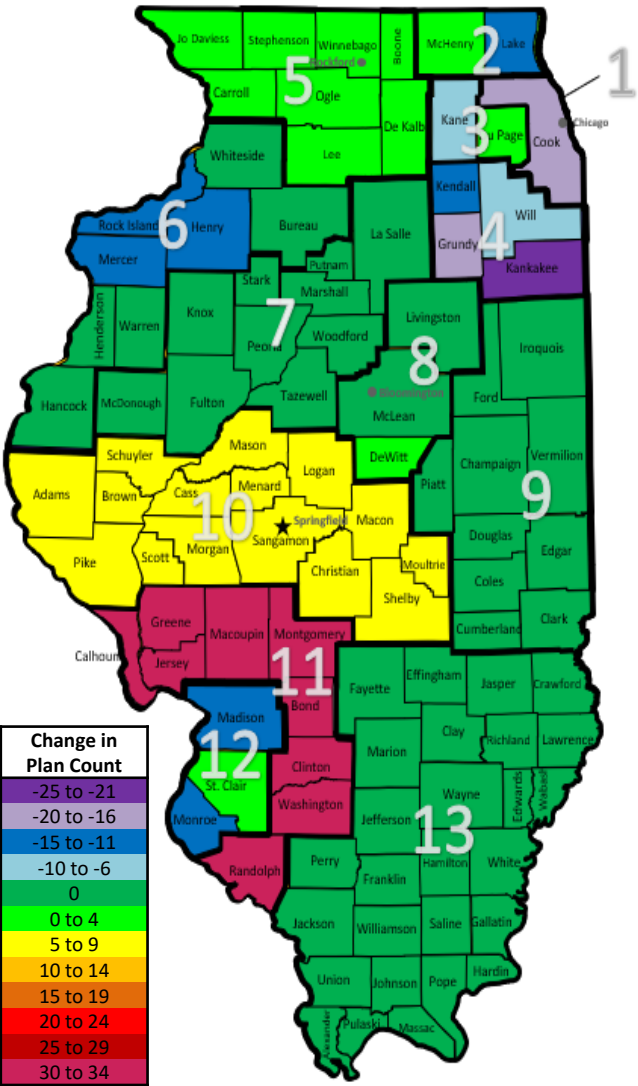 Jo Daviess
Stephenson
Winnebago
Boone
McHenry
Lake
2
Rockford
1
5
Carroll
Ogle
De Kalb
Kane
3
Du Page
Cook
Chicago
Lee
Whiteside
Kendall
Will
Rock Island
6
Henry
Bureau
La Salle
Grundy
4
Mercer
Putnam
Kankakee
Stark
Marshall
Henderson
Warren
Knox
7
Peoria
Woodford
Livingston
8
Iroquois
Hancock
McDonough
Fulton
Tazewell
Bloomington
McLean
Ford
Mason
Schuyler
Logan
DeWitt
Champaign
Vermilion
Adams
Brown
Cass
Menard
Piatt
9
10
Springfield
Sangamon
Macon
Scott
Morgan
Douglas
Edgar
Pike
Christian
Moultrie
Coles
Shelby
Greene
Macoupin
Montgomery
Cumberland
Clark
Calhoun
Jersey
11
Fayette
Effingham
Jasper
Crawford
Bond
Madison
12
Clay
Richland
Lawrence
Marion
Clinton
St. Clair
Wayne
Edwards
Wabash
Washington
Monroe
Jefferson
13
Randolph
Perry
Hamilton
White
Franklin
Jackson
Williamson
Saline
Gallatin
Union
Johnson
Pope
Hardin
Alexander
Pulaski
Massac
Change in
Plan Count
-25 to -21
-20 to -16
-15 to -11
-10 to -6
0
0 to 4
5 to 9
10 to 14
15 to 19
20 to 24
25 to 29
30 to 34